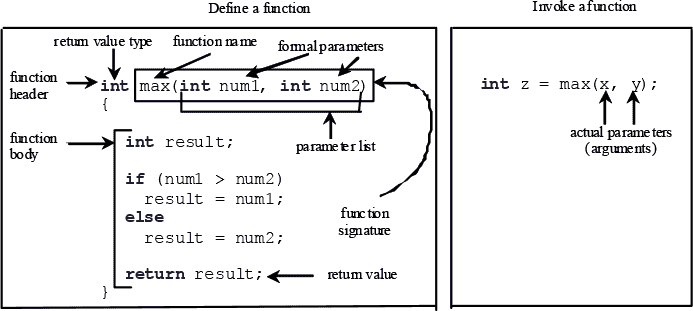 Define a function
return value type
function name
formal parameters
function
header
int max(int num1, int num2)
{
function
body
int result;
parameter list
if (num1 > num2)
result = num1;
else
result = num2;
function
signature
return result;
return value
}
Invoke a function
int z = max(x, y);
actual parameters
(arguments)